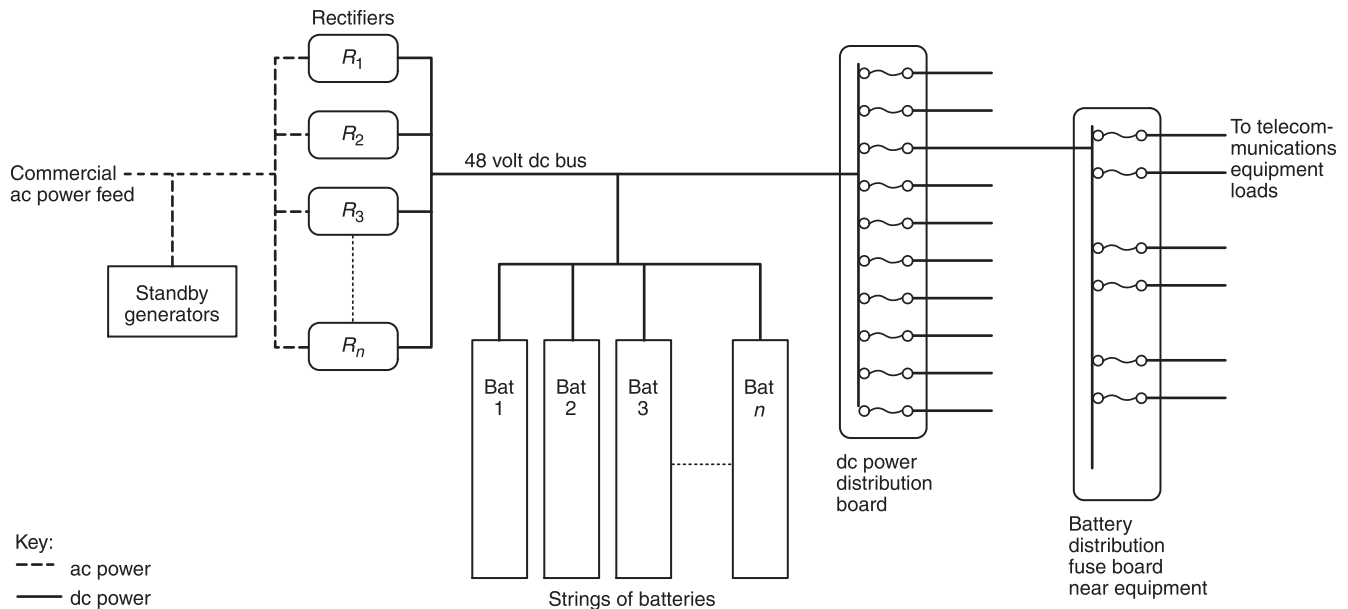 Rectifiers
R1
R2
R3
Rn
Commercial
ac power feed
Standby
generators
48 volt dc bus
Bat
1
Bat
2
Bat
3
Bat
n
Strings of batteries
dc power
distribution
board
To telecom-
munications
equipment
loads
Battery
distribution
fuse board
near equipment
Key:
ac power
dc power